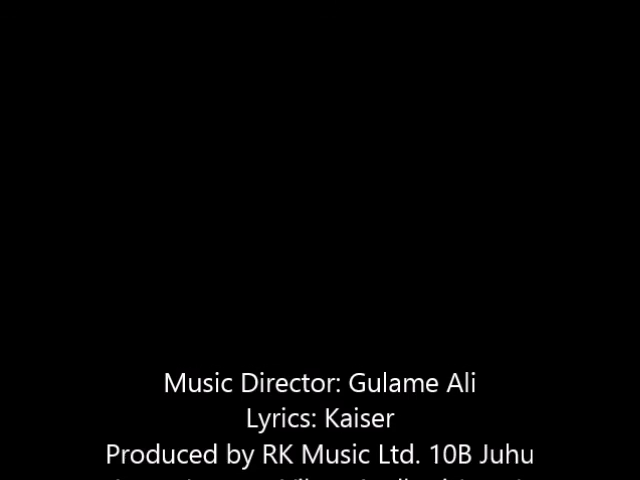 Music Director: Gulame Ali
Lyrics: Kaiser
Produced by RK Music Ltd. 10B Juhu